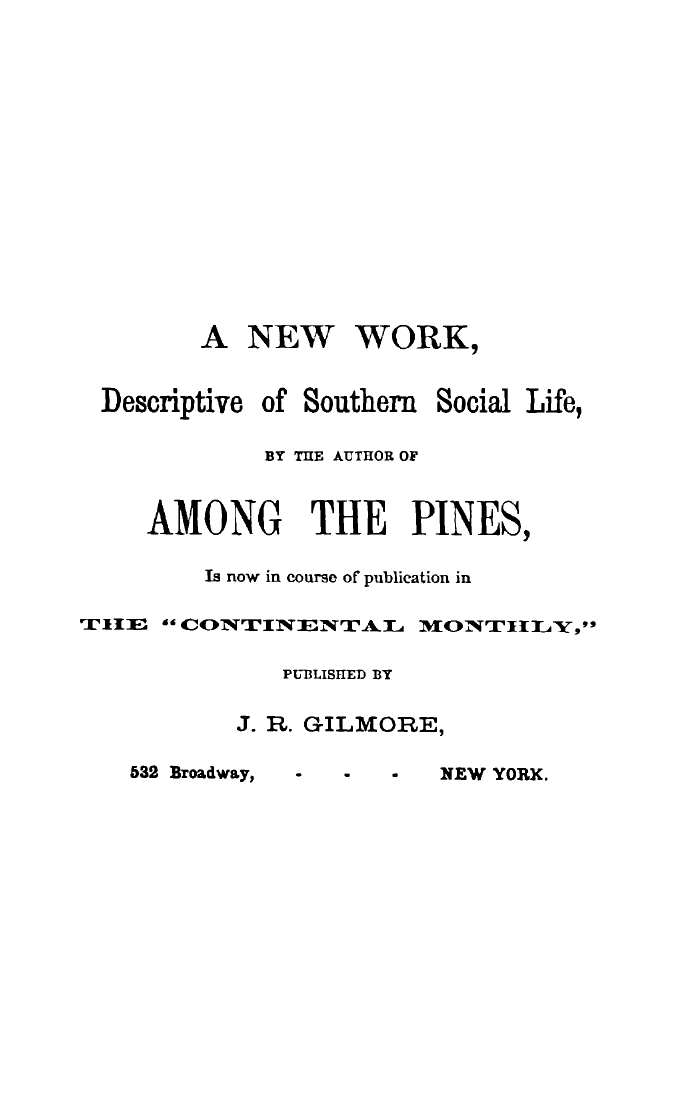 A NEW WORK,
Descriptive of Southern Social Life,
BY THE AUTHOR OF
AMONG THE PINES,
Is now in course of publication in
THE “CONTINENTAL MONTHLY,”
PUBLISHED BY
J. R. GILMORE,
532 Broadway, - - - NEW YORK.